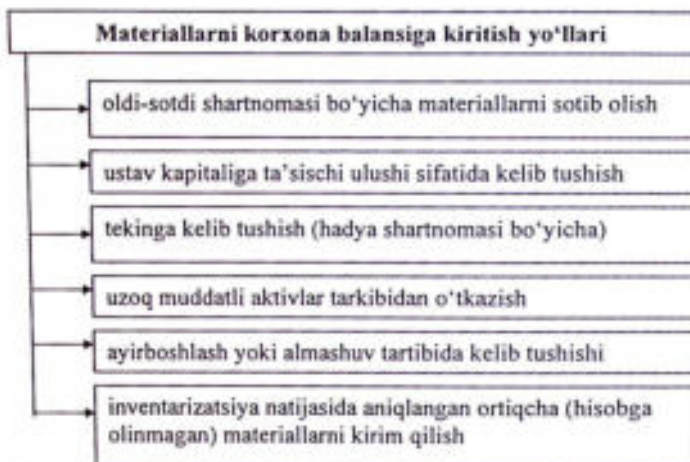 Materiallarni korxona balansiga kiritish yo‘llari
oldi-sotdi shartnomasi bo‘yicha materiallarni sotib olish
ustav kapitaliga ta’sischi ulushi sifatida kelib tushish
tekinga kelib tushish (hadya shartnomasi bo‘yicha)
uzoq muddatli aktivlar tarkibidan o‘tkazish
ayirboshlash yoki almashuv tartibida kelib tushishi
inventarizatsiya natijasida aniqlangan ortiqcha (hisobga
olinmagan) materiallarni kirim qilish